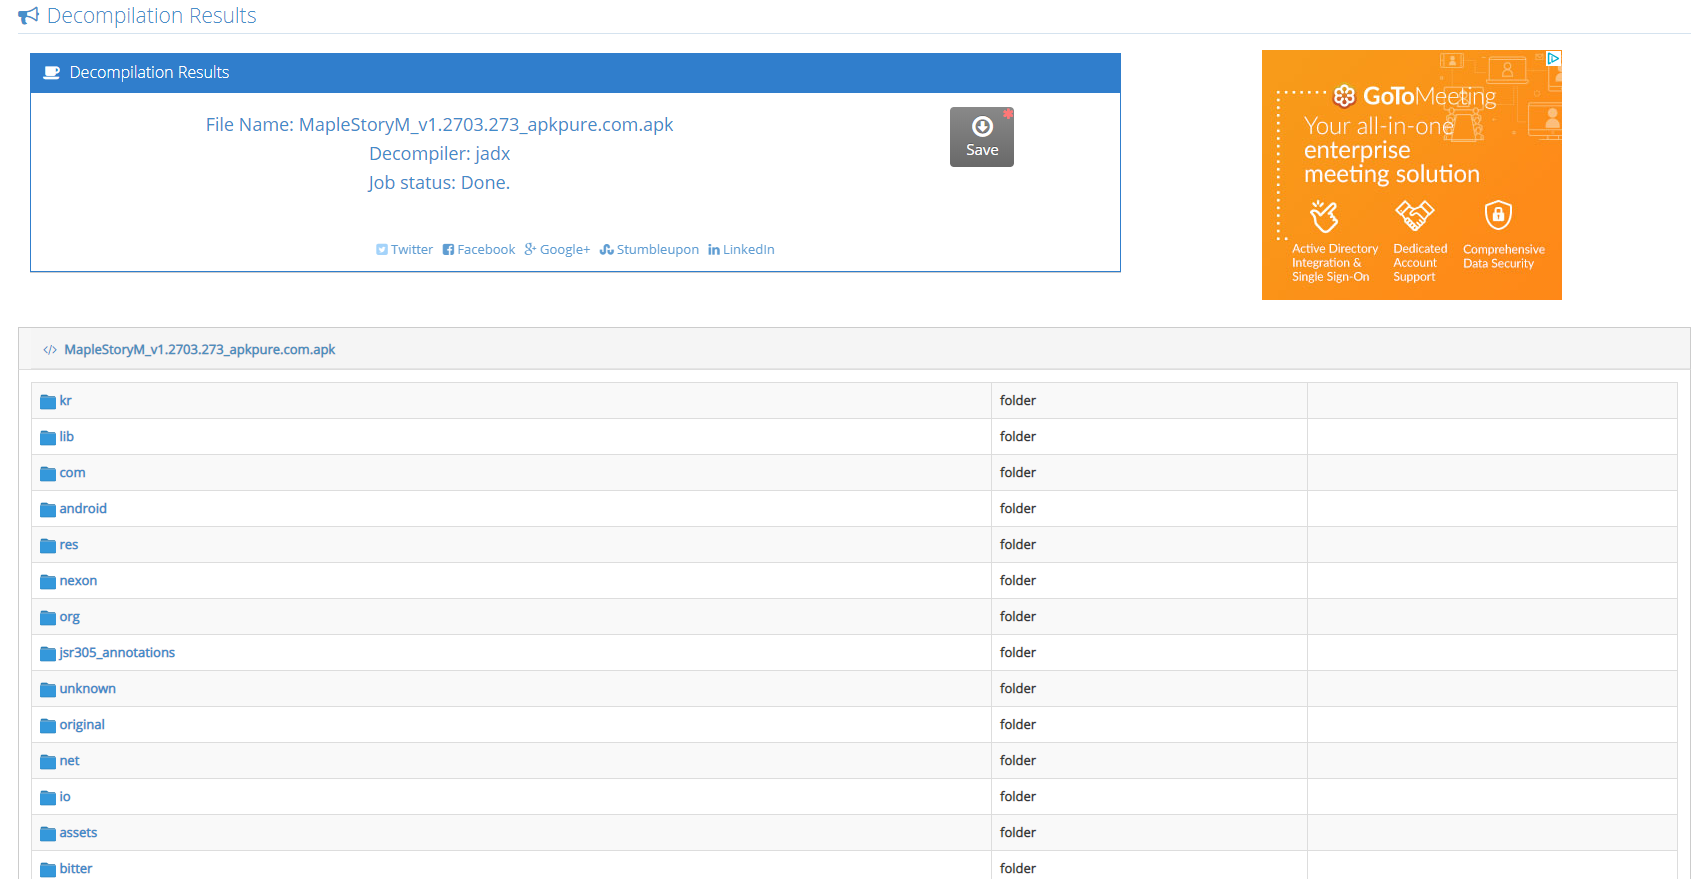 Decompilation Results
Decompilation Results
File Name: MapleStoryM_v1.2703.273_apkpure.com.apk
Decompiler: jadx
Job status: Done.
Save
Twitter Facebook Google+ Stumbleupon LinkedIn
GoToMeeting
Your all-in-one
enterprise
meeting solution
Active Directory
Integration &
Single Sign-On
Dedicated
Account
Support
Comprehensive
Data Security
</> MapleStoryM_v1.2703.273_apkpure.com.apk
kr folder
lib folder
com folder
android folder
res folder
nexon folder
org folder
jsr305_annotations folder
unknown folder
original folder
net folder
io folder
assets folder
bitter folder